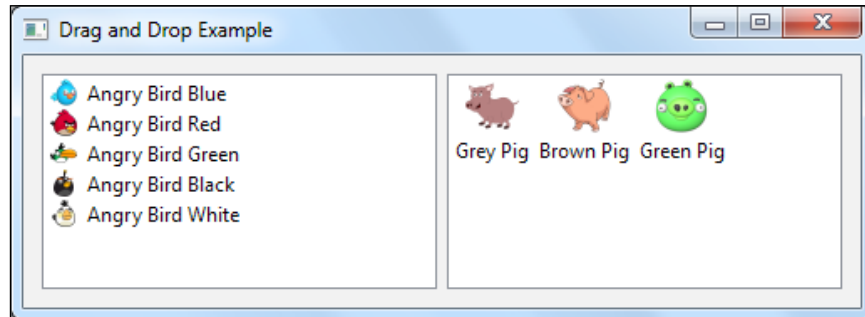 Drag and Drop Example
Angry Bird Blue
Angry Bird Red
Angry Bird Green
Angry Bird Black
Angry Bird White
Grey Pig Brown Pig Green Pig